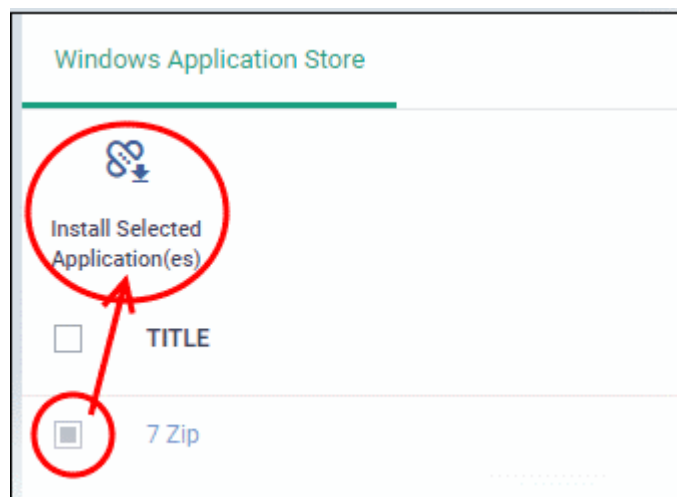 Windows Application Store
Install Selected
Application(es)
TITLE
7 Zip